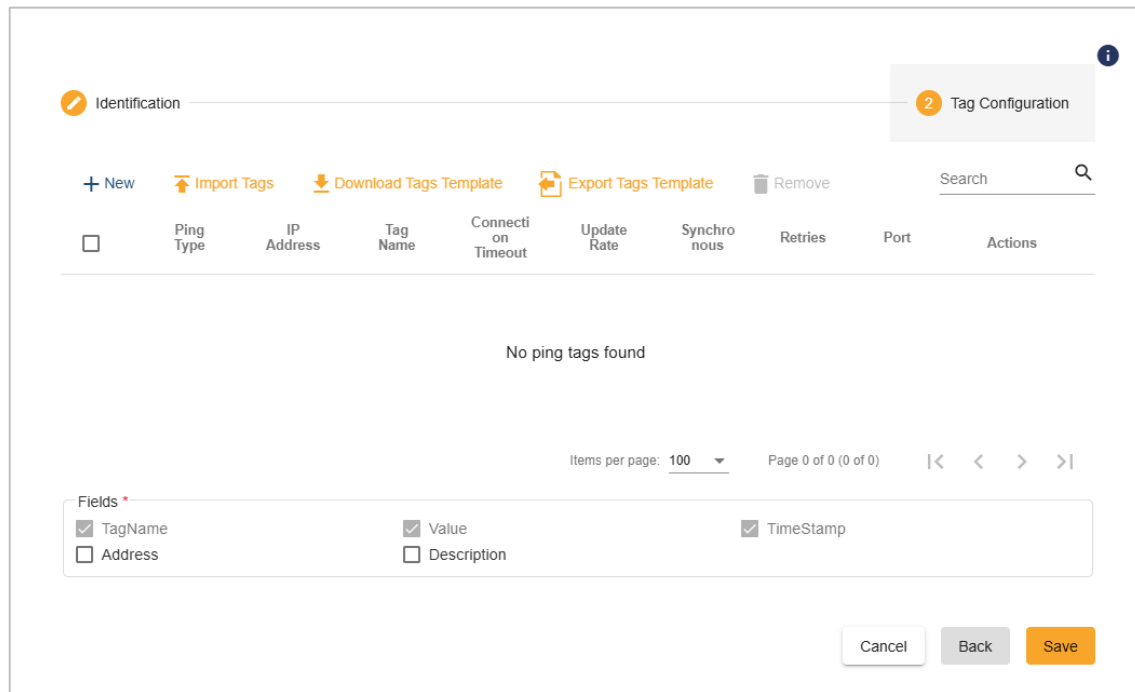 i
Identification
2 Tag Configuration
+ New Import Tags Download Tags Template Export Tags Template Remove Search
Ping
Type
IP
Address
Tag
Name
Connecti
on
Timeout
Update
Rate
Synchro
nous
Retries
Port
Actions
No ping tags found
Items per page: 100 Page 0 of 0 (0 of 0)
Fields *
TagName Value TimeStamp
Address Description
Cancel Back Save